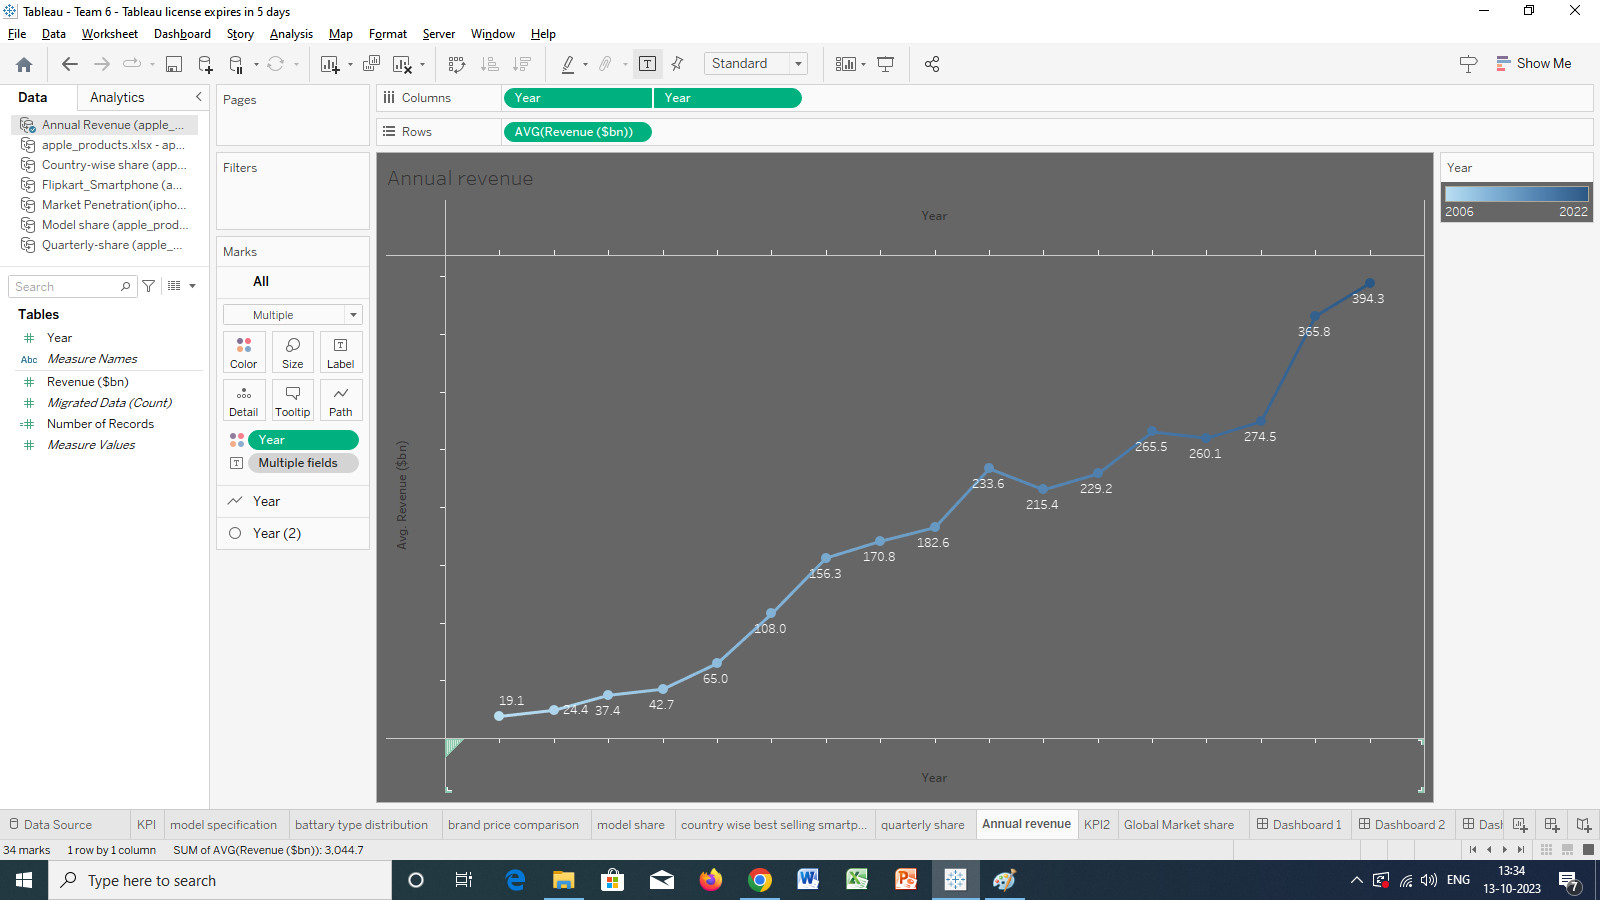 Tableau - Team 6 - Tableau license expires in 5 days
File Data Worksheet Dashboard Story Analysis Map Format Server Window Help
Standard
Show Me
Data Analytics
Annual Revenue (apple_...
apple_products.xlsx - ap...
Country-wise share (app...
Flipkart_Smartphone (a...
Market Penetration(ipho...
Model share (apple_prod...
Quarterly-share (apple_...
Search
Tables
Year
Abc Measure Names
Revenue ($bn)
Migrated Data (Count)
Number of Records
Measure Values
Pages
Filters
Marks
All
Multiple
Color Size Label
Detail Tooltip Path
Year
Multiple fields
Year
Year (2)
Columns Year Year
Rows AVG(Revenue ($bn))
Annual revenue
Year
Avg. Revenue ($bn)
19.1
24.4
37.4
42.7
65.0
108.0
156.3
170.8
182.6
233.6
215.4
229.2
265.5
260.1
274.5
365.8
394.3
Year
Year
2006 2022
Data Source KPI model specification battary type distribution brand price comparison model share country wise best selling smartp... quarterly share Annual revenue KPI2 Global Market share Dashboard 1 Dashboard 2 Dasl
34 marks 1 row by 1 column SUM of AVG(Revenue ($bn)): 3,044.7
Type here to search
ENG
13:34
13-10-2023
7